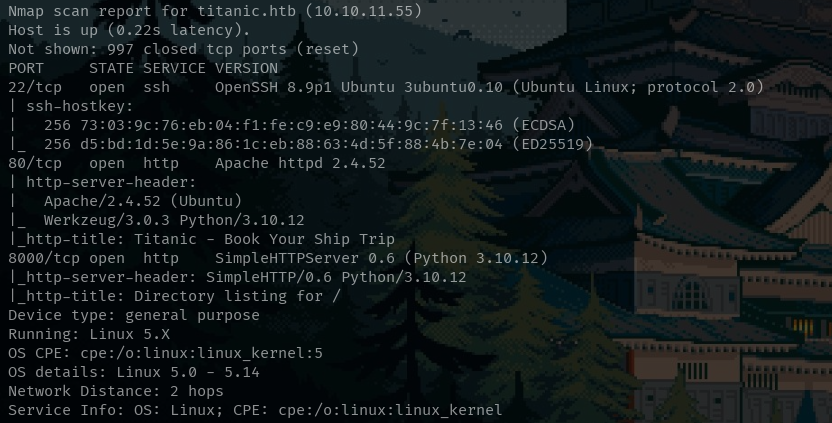 Nmap scan report for titanic.htb (10.10.11.55)
Host is up (0.22s latency).
Not shown: 997 closed tcp ports (reset)
PORT     STATE SERVICE VERSION
22/tcp   open  ssh     OpenSSH 8.9p1 Ubuntu 3ubuntu0.10 (Ubuntu Linux; protocol 2.0)
| ssh-hostkey:
|   256 73:03:9c:76:eb:04:f1:fe:c9:e9:80:44:9c:7f:13:46 (ECDSA)
|_  256 d5:bd:1d:5e:9a:86:1c:eb:88:63:4d:5f:88:4b:7e:04 (ED25519)
80/tcp   open  http    Apache httpd 2.4.52
| http-server-header:
|   Apache/2.4.52 (Ubuntu)
|_  Werkzeug/3.0.3 Python/3.10.12
|_http-title: Titanic - Book Your Ship Trip
8000/tcp open  http    SimpleHTTPServer 0.6 (Python 3.10.12)
|_http-server-header: SimpleHTTP/0.6 Python/3.10.12
|_http-title: Directory listing for /
Device type: general purpose
Running: Linux 5.X
OS CPE: cpe:/o:linux:linux_kernel:5
OS details: Linux 5.0 - 5.14
Network Distance: 2 hops
Service Info: OS: Linux; CPE: cpe:/o:linux:linux_kernel